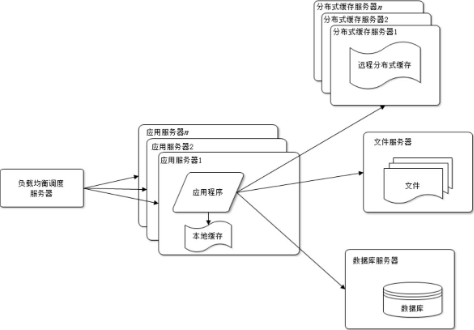 分布式缓存服务器n
分布式缓存服务器2
分布式缓存服务器1
远程分布式缓存
应用服务器n
应用服务器2
应用服务器1
应用程序
本地缓存
负载均衡调度
服务器
文件服务器
文件
数据库服务器
数据库